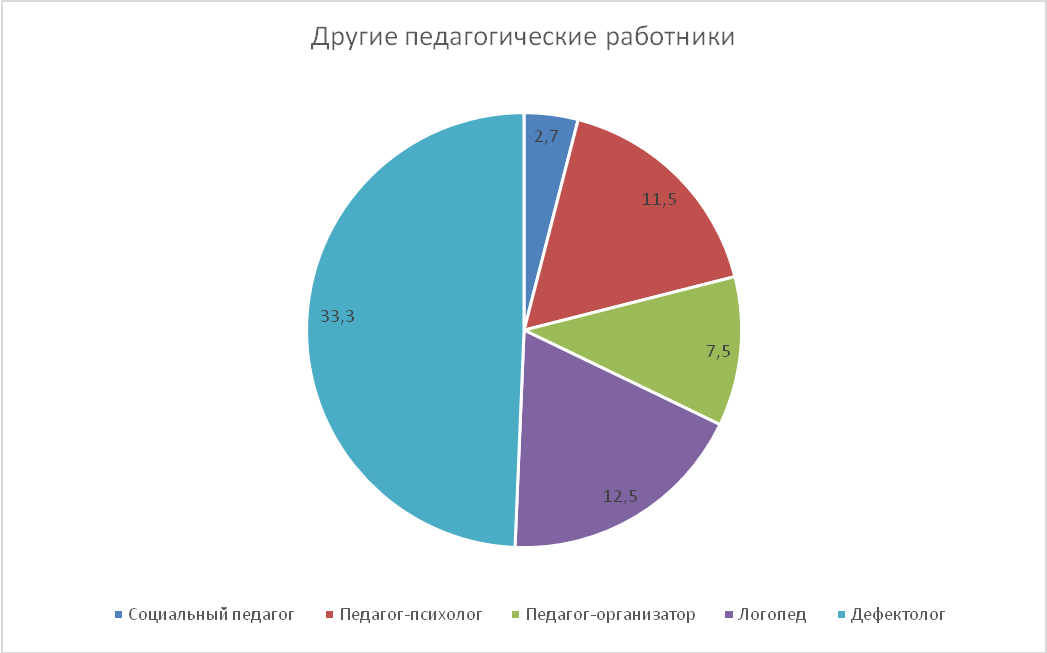 Другие педагогические работники
2,7
11,5
33,3
7,5
12,5
Социальный педагог Педагог-психолог Педагог-организатор Логопед Дефектолог